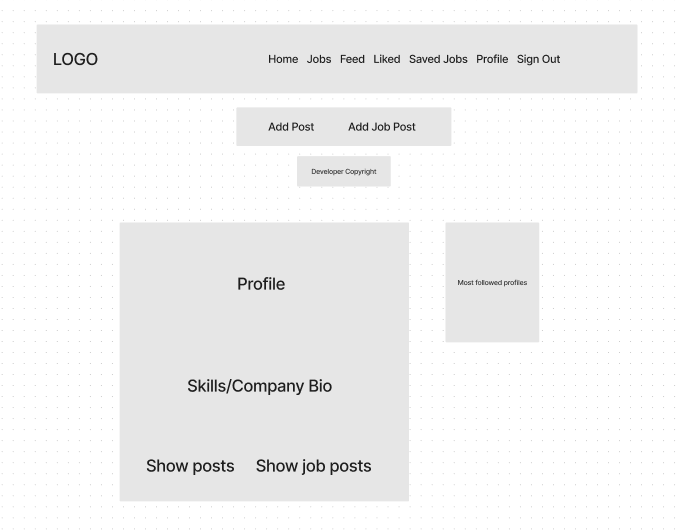 LOGO
Home Jobs Feed Liked Saved Jobs Profile Sign Out
Add Post Add Job Post
Developer Copyright
Profile
Most followed profiles
Skills/Company Bio
Show posts Show job posts